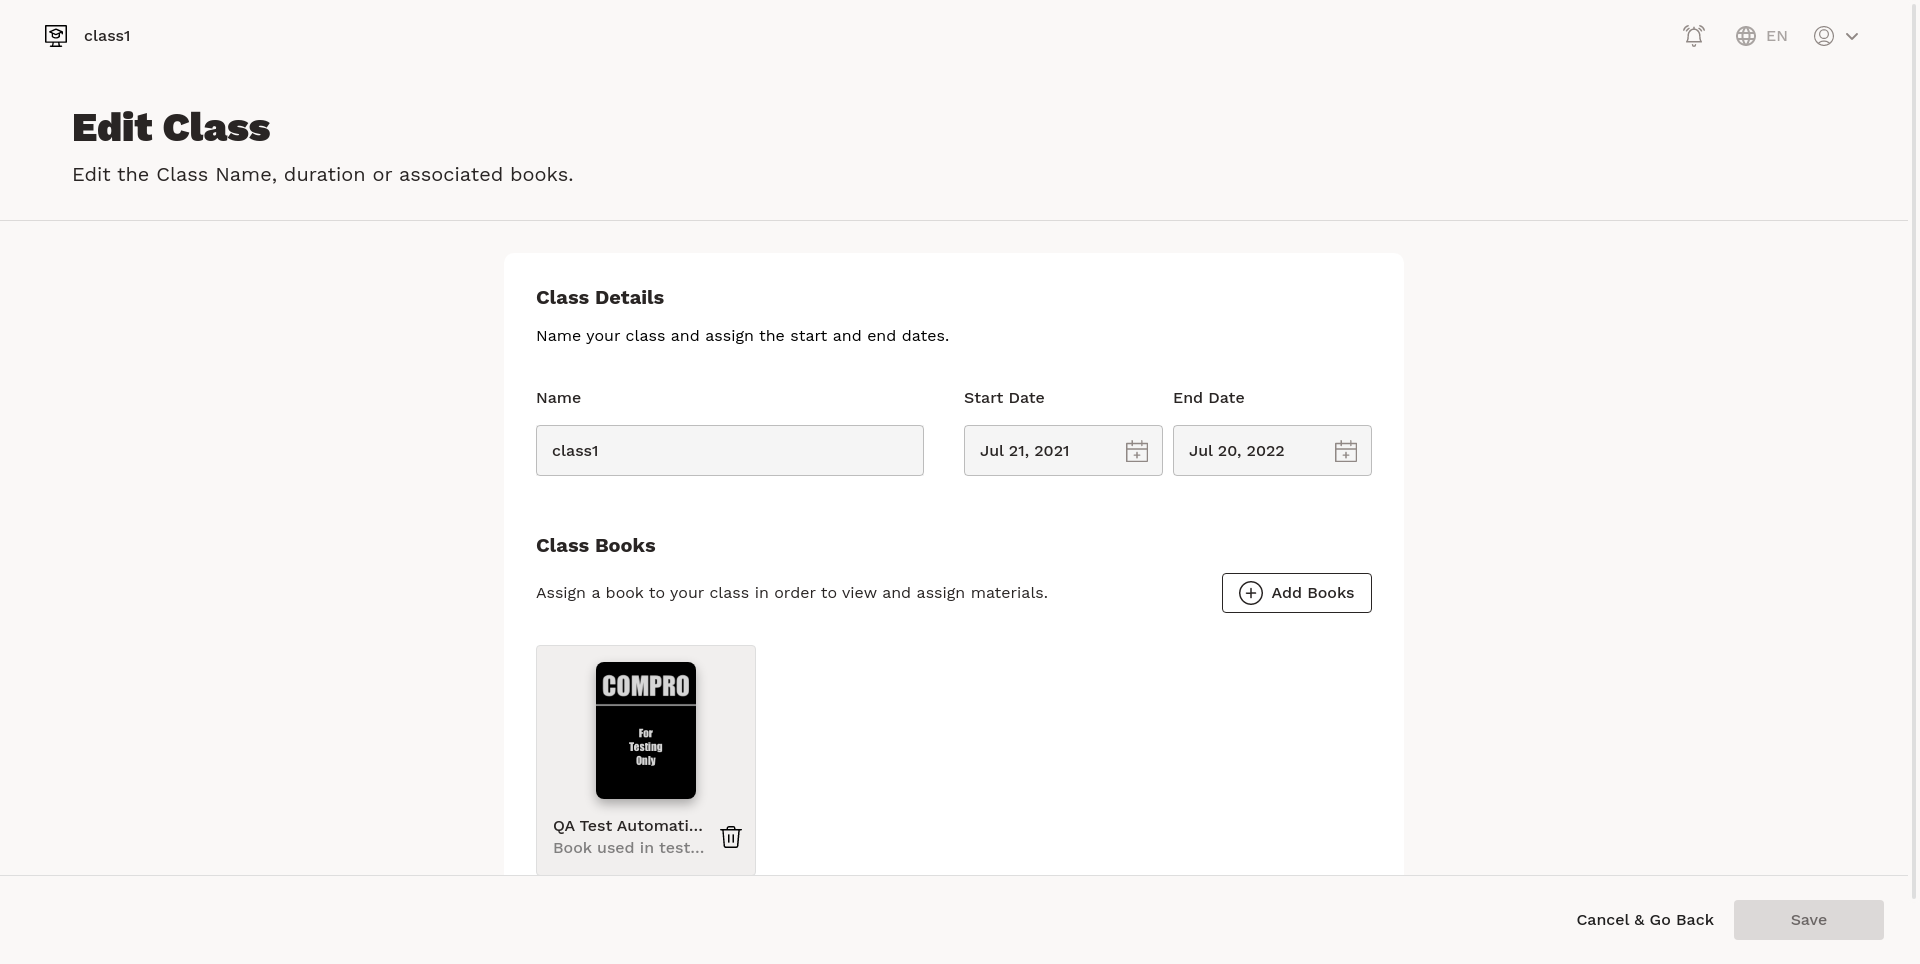 class1
EN
Edit Class
Edit the Class Name, duration or associated books.
Class Details
Name your class and assign the start and end dates.
Name
Start Date
End Date
class1
Jul 21, 2021
Jul 20, 2022
Class Books
Assign a book to your class in order to view and assign materials.
Add Books
COMPRO
For
Testing
Only
QA Test Automati...
Book used in test...
Cancel & Go Back
Save